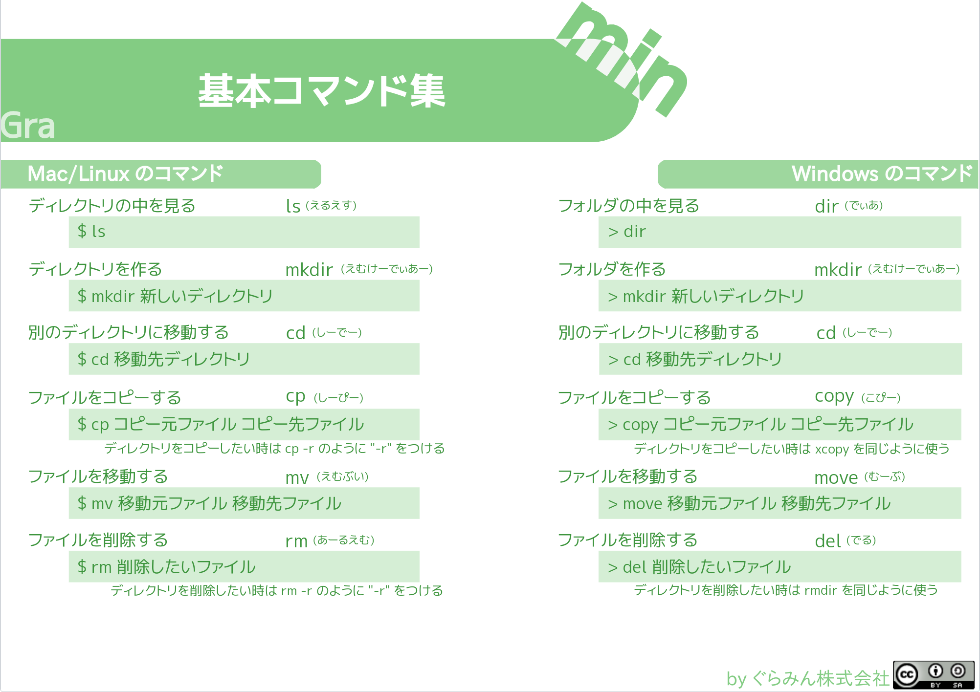 min
基本コマンド集
Gra
Mac/Linux のコマンド
ディレクトリの中を見る ls (えるえす)
$ ls
ディレクトリを作る mkdir (えむけーでぃあー)
$ mkdir 新しいディレクトリ
別のディレクトリに移動する cd (しーでー)
$ cd 移動先ディレクトリ
ファイルをコピーする cp (しーぴー)
$ cp コピー元ファイル コピー先ファイル
ディレクトリをコピーしたい時は cp -r のように "-r" をつける
ファイルを移動する mv (えむぶい)
$ mv 移動元ファイル 移動先ファイル
ファイルを削除する rm (あーるえむ)
$ rm 削除したいファイル
ディレクトリを削除したい時は rm -r のように "-r" をつける
Windows のコマンド
フォルダの中を見る dir (でぃあ)
> dir
フォルダを作る mkdir (えむけーでぃあー)
> mkdir 新しいディレクトリ
別のディレクトリに移動する cd (しーでー)
> cd 移動先ディレクトリ
ファイルをコピーする copy (こぴー)
> copy コピー元ファイル コピー先ファイル
ディレクトリをコピーしたい時は xcopy を同じように使う
ファイルを移動する move (むーぶ)
> move 移動元ファイル 移動先ファイル
ファイルを削除する del (でる)
> del 削除したいファイル
ディレクトリを削除したい時は rmdir を同じように使う
by ぐらみん株式会社
cc BY SA